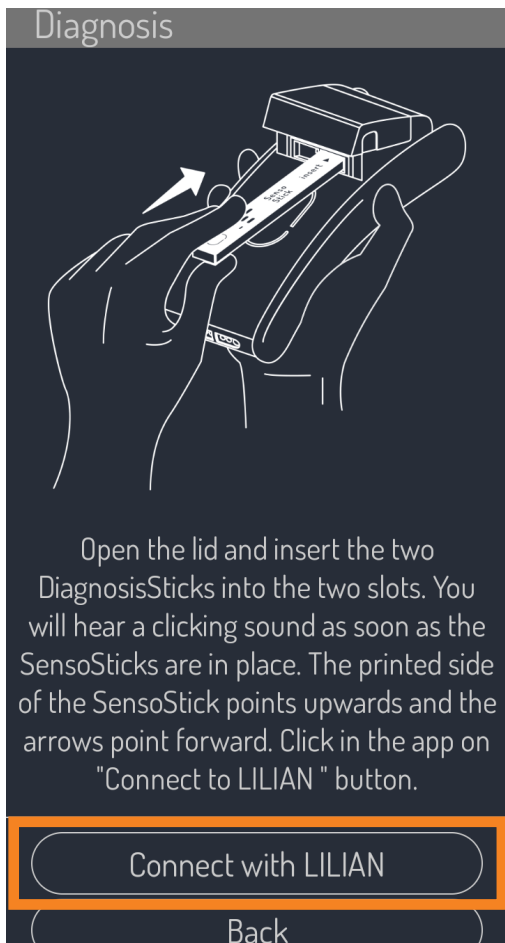 Diagnosis
Senso
Stick
insert
Open the lid and insert the two
DiagnosisSticks into the two slots. You
will hear a clicking sound as soon as the
SensoSticks are in place. The printed side
of the SensoStick points upwards and the
arrows point forward. Click in the app on
"Connect to LILIAN " button.
Connect with LILIAN
Back